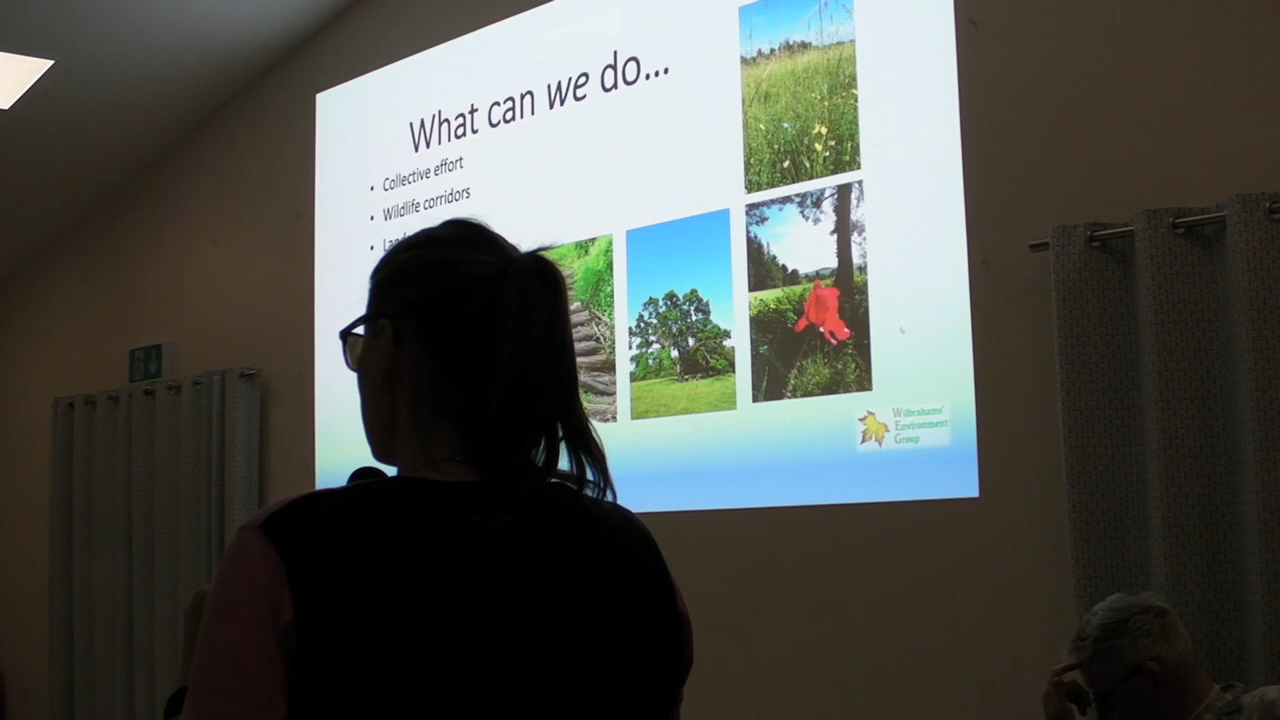 What can we do...
• Collective effort
• Wildlife corridors
•
Wilbrahams'
Environment
Group